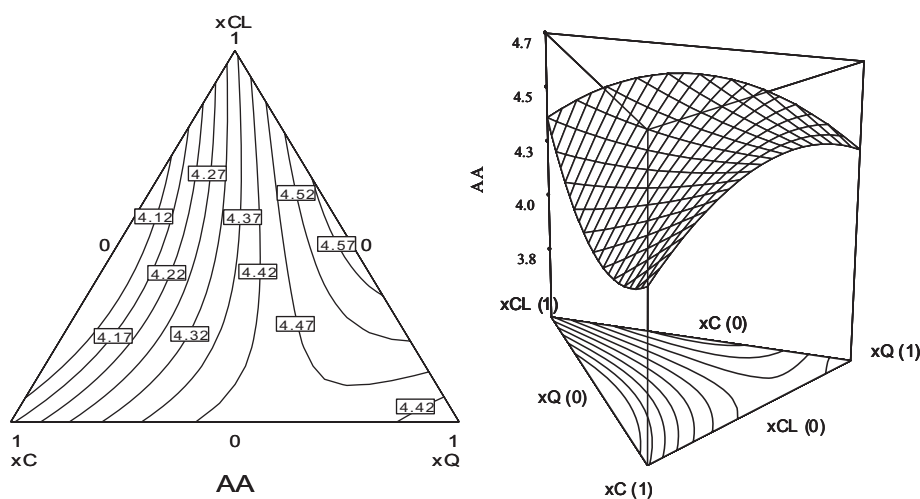 xCL
1
4.27
4.52
4.12
4.37
0
4.57
0
4.22
4.42
4.47
4.17
4.32
4.42
1
0
1
xC
xQ
AA
4.7
4.5
4.3
AA
4.0
3.8
xCL (1)
xC (0)
xQ (1)
xQ (0)
xCL (0)
xC (1)